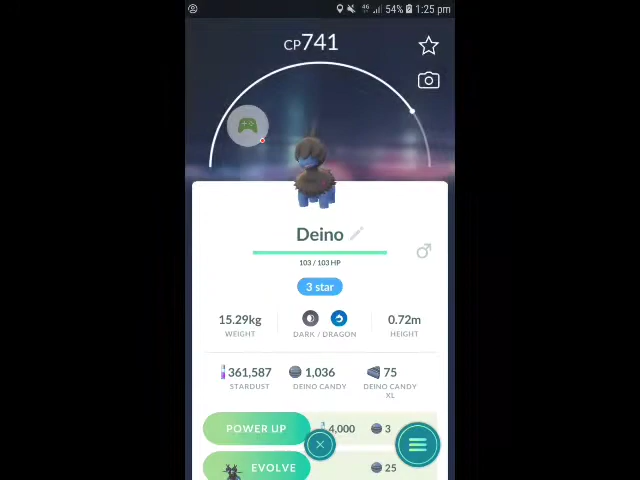 4G 54% 1:25 pm
CP741
Deino
103 / 103 HP
3 star
15.29kg
WEIGHT
DARK / DRAGON
0.72m
HEIGHT
361,587
STARDUST
1,036
DEINO CANDY
75
DEINO CANDY
XL
POWER UP 4,000 3
EVOLVE 25